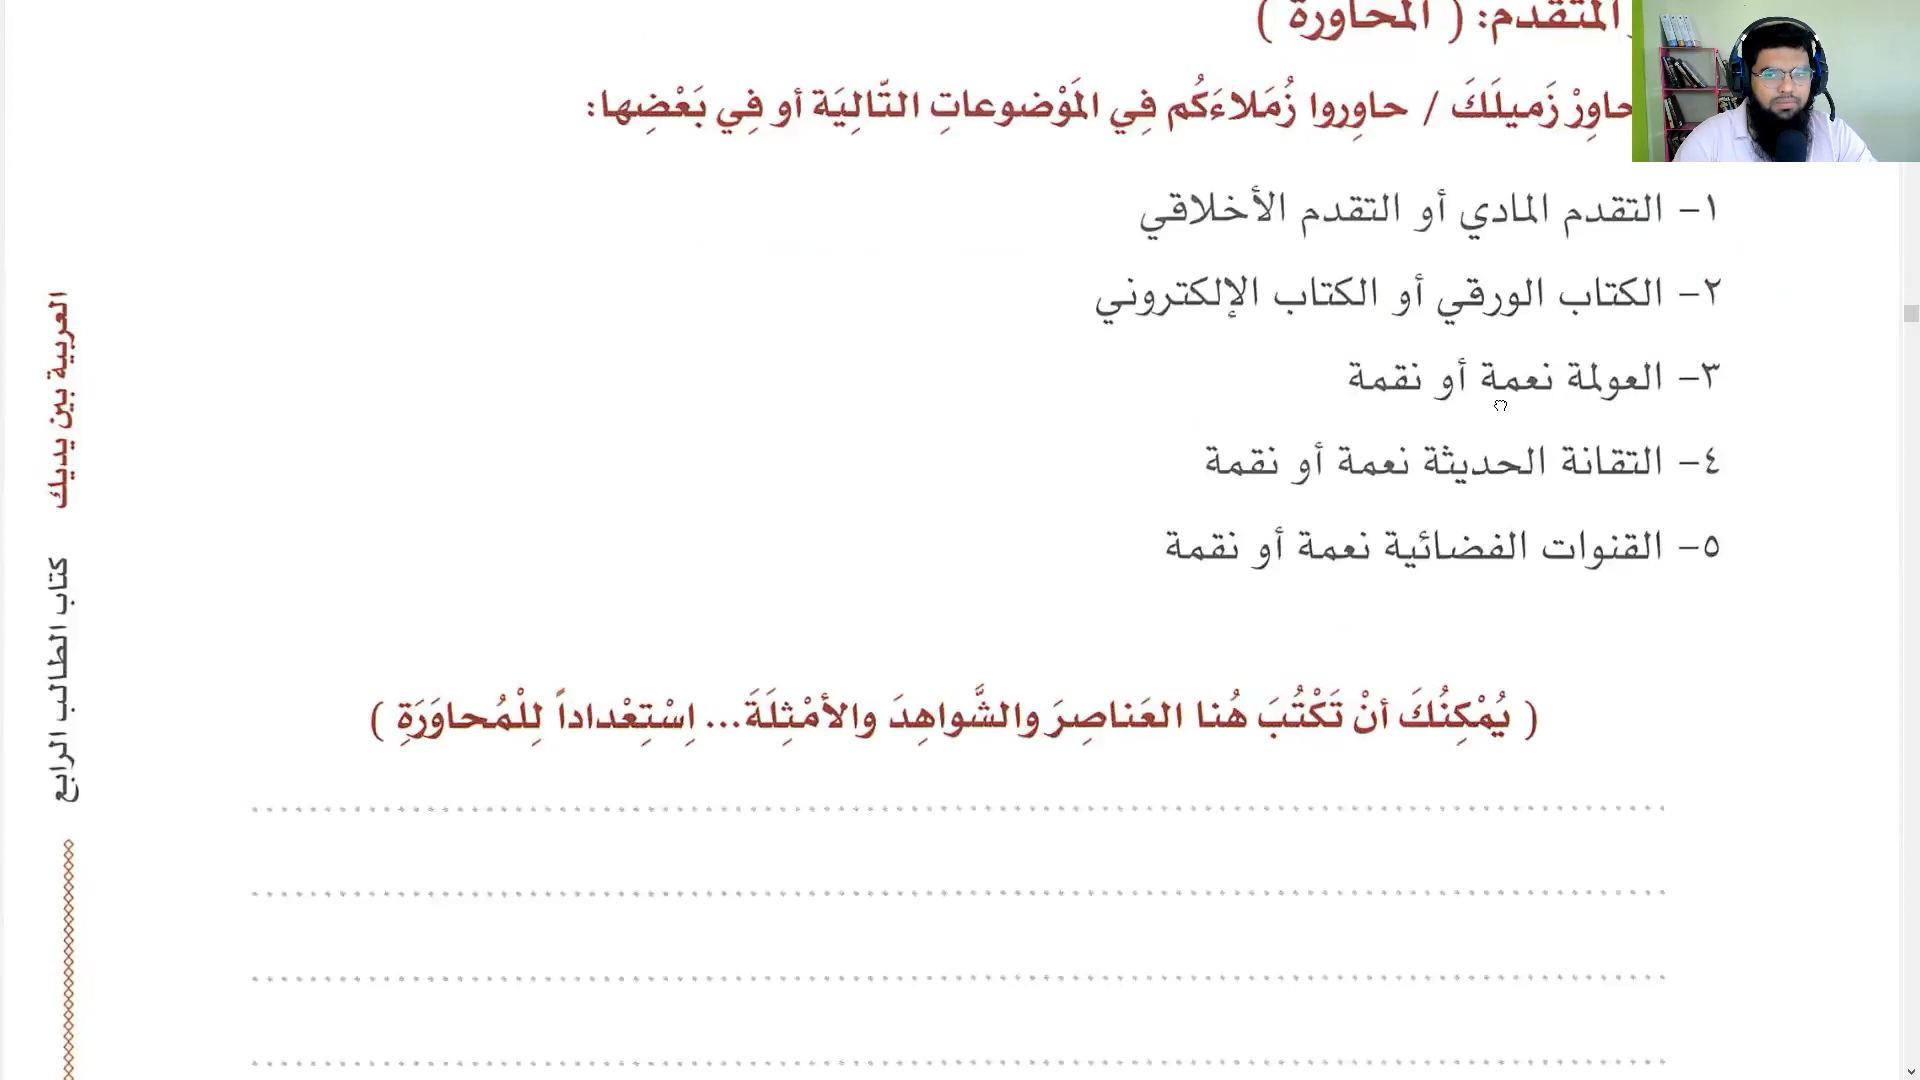 المتقدم: ( المحاورة )
حاوِرْ زَميلَكَ / حاوِروا زُمَلاءَكُم فِي المَوْضوعاتِ التّالِيَة أو فِي بَعْضِها:
١- التقدم المادي أو التقدم الأخلاقي
٢- الكتاب الورقي أو الكتاب الإلكتروني
٣- العولمة نعمة أو نقمة
٤- التقانة الحديثة نعمة أو نقمة
٥- القنوات الفضائية نعمة أو نقمة
( يُمْكِنُكَ أنْ تَكْتُبَ هُنا العَناصِرَ والشَّواهِدَ والأمْثِلَةَ... اِسْتِعْداداً لِلْمُحاوَرَةِ )
العربية بين يديك
كتاب الطالب الرابع